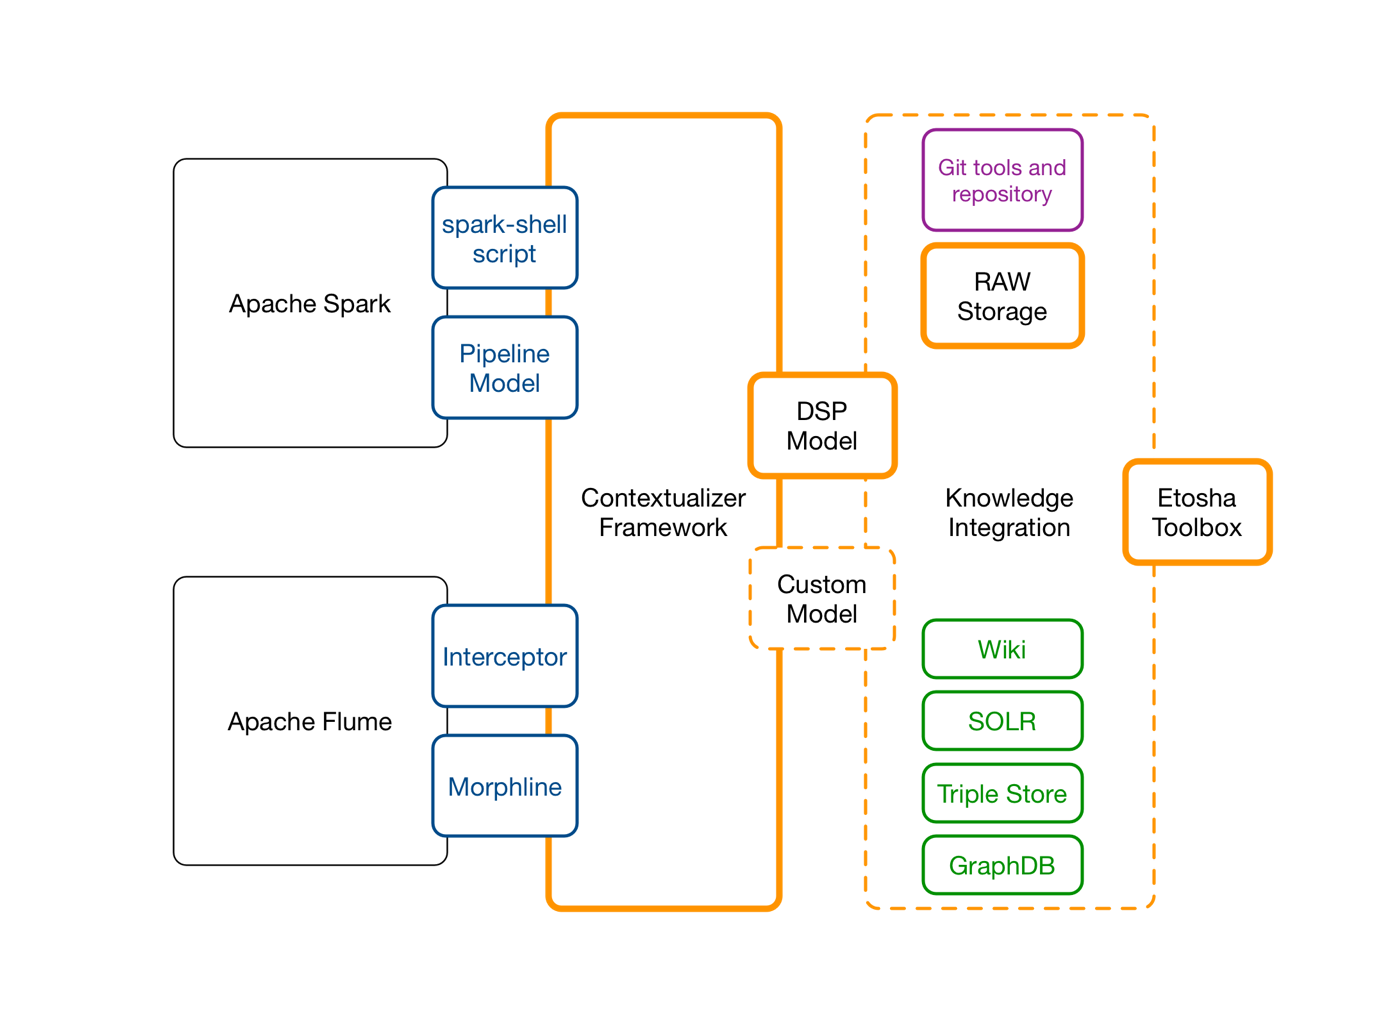 Apache Spark
spark-shell
script
Pipeline
Model
Apache Flume
Interceptor
Morphline
Contextualizer
Framework
DSP
Model
Custom
Model
Git tools and
repository
RAW
Storage
Knowledge
Integration
Wiki
SOLR
Triple Store
GraphDB
Etosha
Toolbox